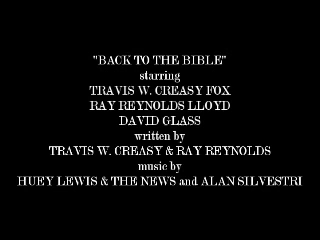 "BACK TO THE BIBLE"
starring
TRAVIS W. CREASY FOX
RAY REYNOLDS LLOYD
DAVID GLASS
written by
TRAVIS W. CREASY & RAY REYNOLDS
music by
HUEY LEWIS & THE NEWS and ALAN SILVESTRI